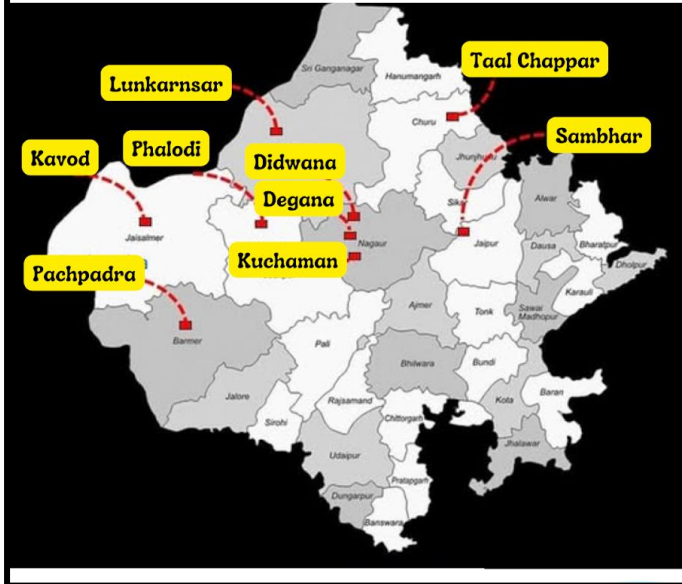 Sri Ganganagar
Hanumangarh
Taal Chappar
Lunkarnsar
Churu
Sambhar
Kavod
Phalodi
Didwana
Jhunjhunu
Degana
Sikar
Alwar
Jaisalmer
Nagaur
Jaipur
Dausa
Bharatpur
Pachpadra
Kuchaman
Dholpur
Karauli
Ajmer
Tonk
Sawai
Madhopur
Barmer
Pali
Bhilwara
Bundi
Jalore
Rajsamand
Kota
Baran
Sirohi
Chittorgarh
Jhalawar
Udaipur
Pratapgarh
Dungarpur
Banswara